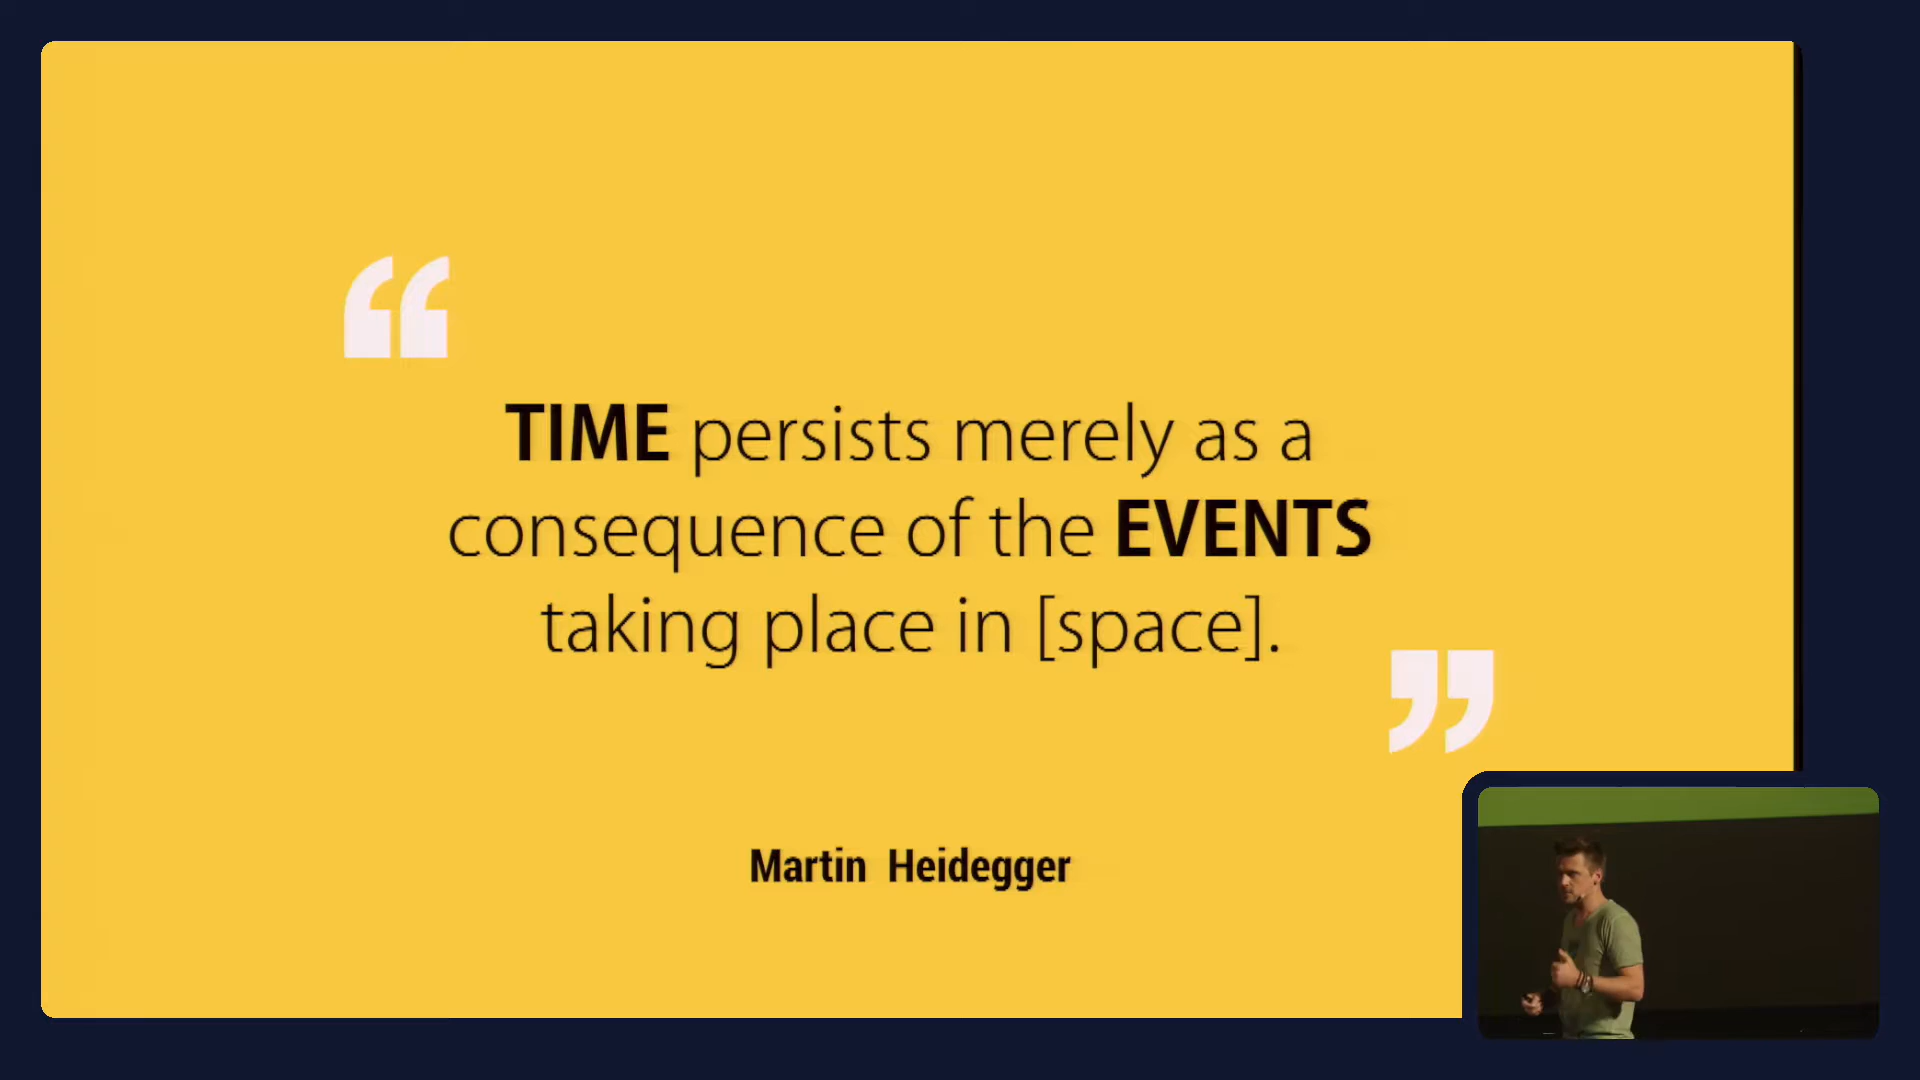 “
TIME persists merely as a
consequence of the EVENTS
taking place in [space].
”
Martin Heidegger